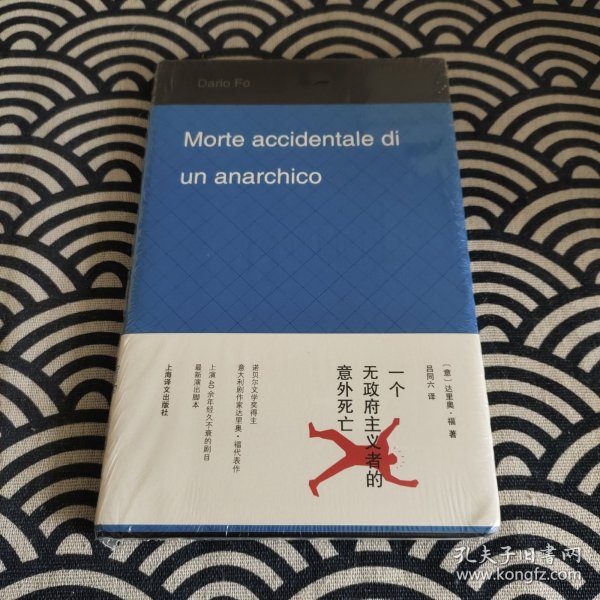 Dario Fo
Morte accidentale di
un anarchico
〔意〕达里奥·福 著
吕同六 译
一个
无政府主义者的
意外死亡
诺贝尔文学奖得主
意大利剧作家达里奥·福代表作
上演40余年经久不衰的剧目
最新演出脚本
上海译文出版社
孔夫子旧书网
www.kongfz.com